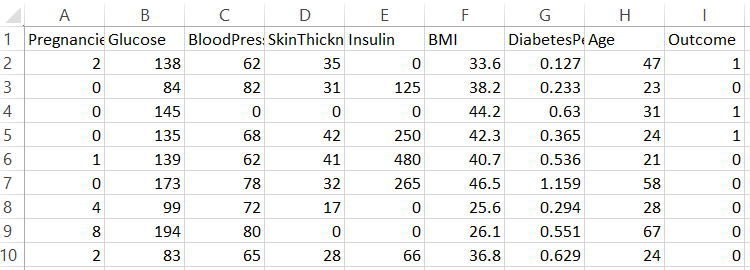 A B C D E F G H I
1 Pregnancie Glucose BloodPres SkinThickn Insulin BMI DiabetesPe Age Outcome
2 2 138 62 35 0 33.6 0.127 47 1
3 0 84 82 31 125 38.2 0.233 23 0
4 0 145 0 0 0 44.2 0.63 31 1
5 0 135 68 42 250 42.3 0.365 24 1
6 1 139 62 41 480 40.7 0.536 21 0
7 0 173 78 32 265 46.5 1.159 58 0
8 4 99 72 17 0 25.6 0.294 28 0
9 8 194 80 0 0 26.1 0.551 67 0
10 2 83 65 28 66 36.8 0.629 24 0